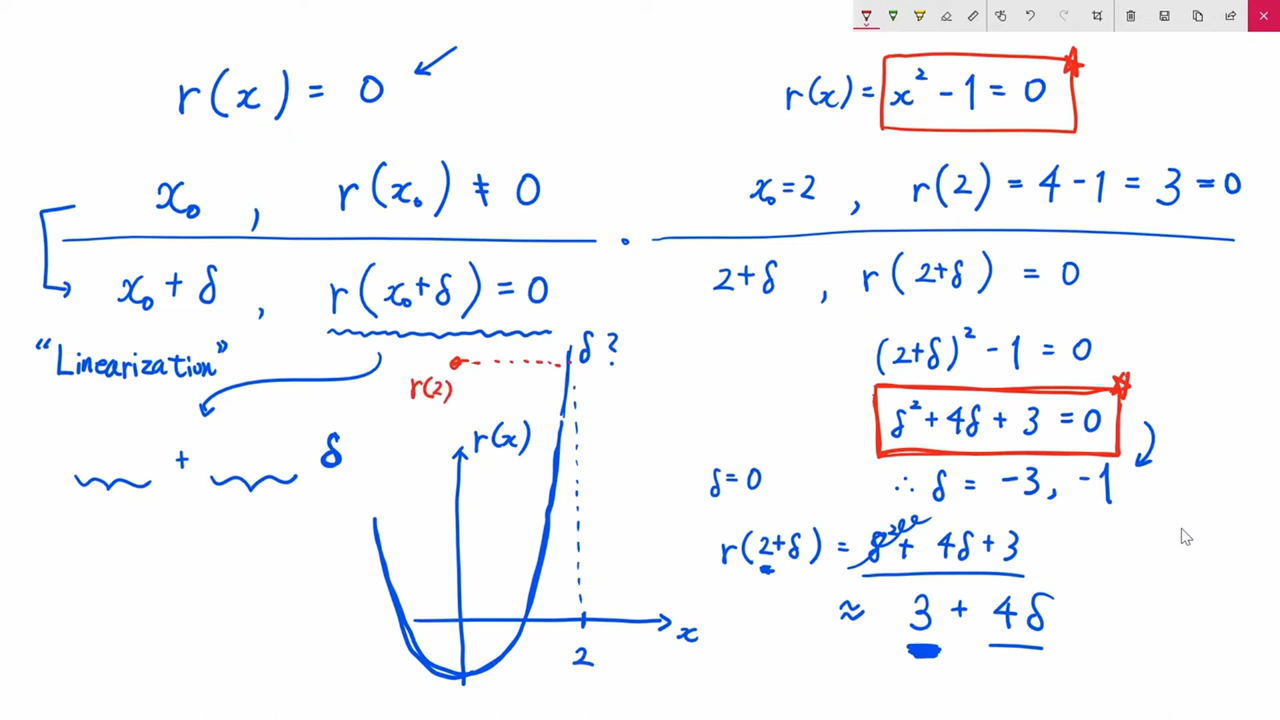 r(x) = 0
x₀ , r(x₀) ≠ 0
x₀ + δ , r(x₀+δ) = 0
"Linearization"
+ δ
δ ?
r(2)
r(x)
x
2
r(x) = x² - 1 = 0
x₀ = 2 , r(2) = 4 - 1 = 3 = 0
2+δ , r(2+δ) = 0
(2+δ)² - 1 = 0
δ² + 4δ + 3 = 0
δ = 0 ∴ δ = -3, -1
r(2+δ) = δ² + 4δ + 3
≈ 3 + 4δ